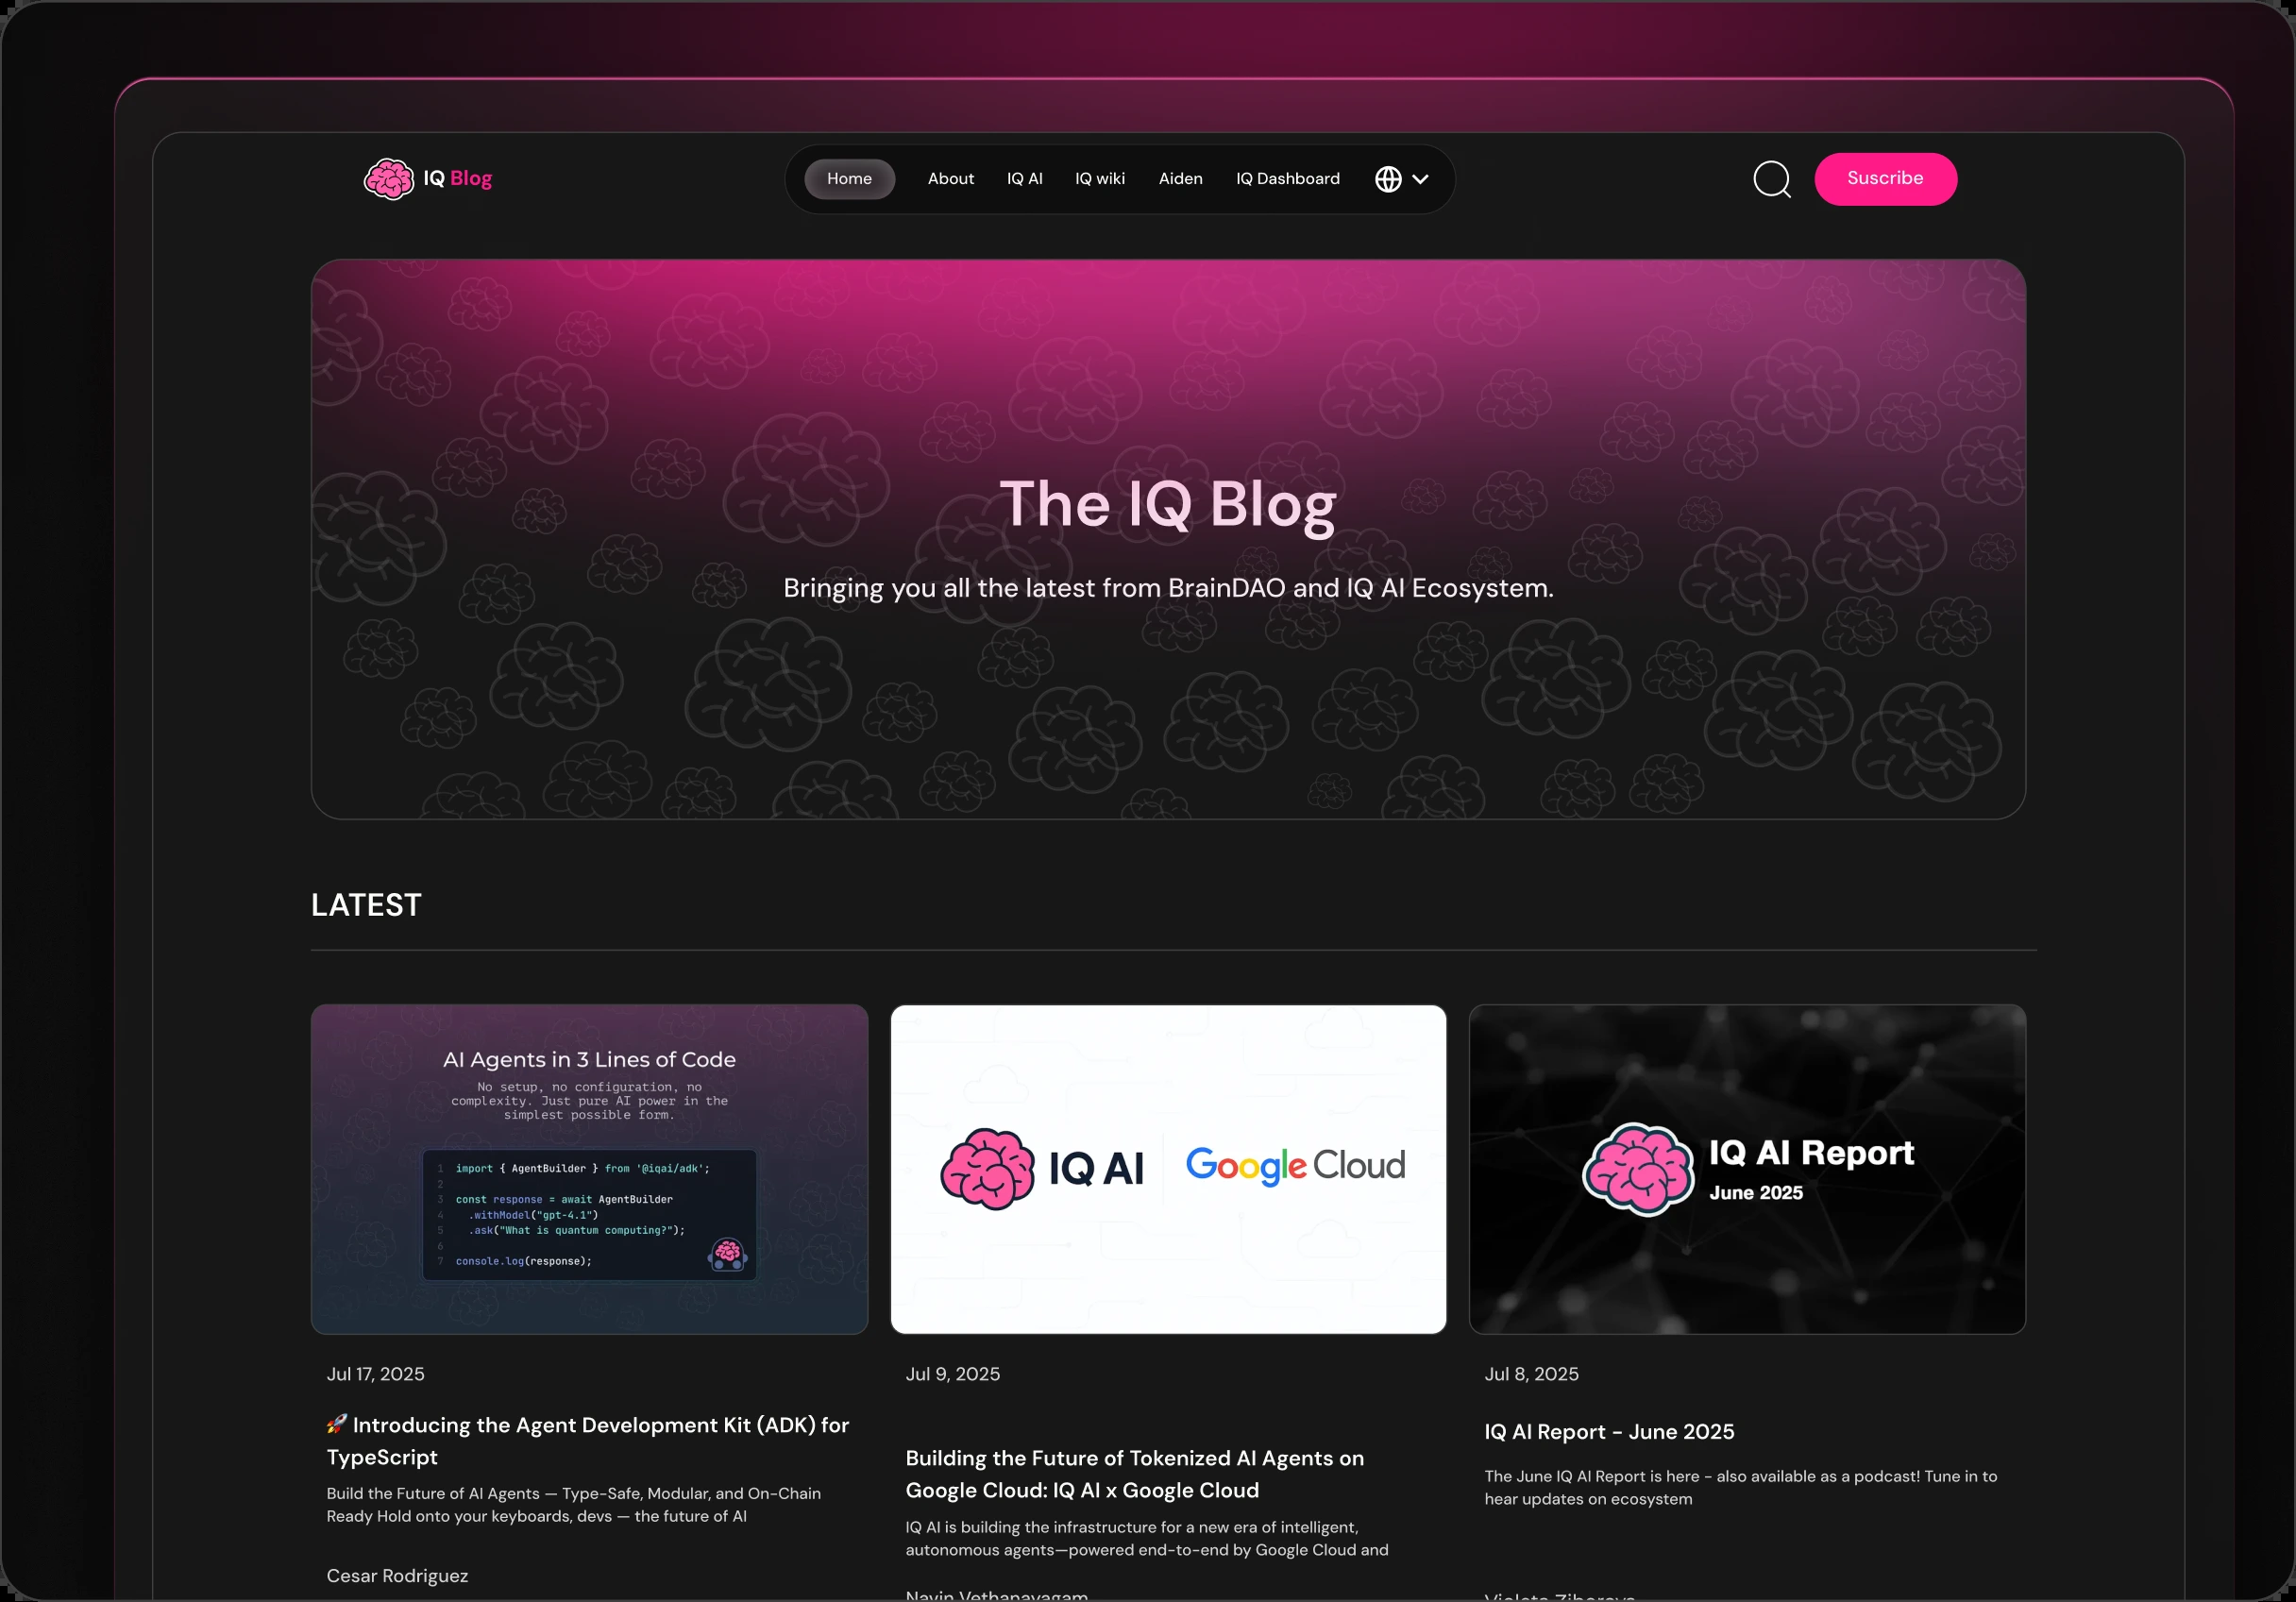 IQ Blog
Home
About
IQ AI
IQ wiki
Aiden
IQ Dashboard
Suscribe
The IQ Blog
Bringing you all the latest from BrainDAO and IQ AI Ecosystem.
LATEST
AI Agents in 3 Lines of Code
No setup, no configuration, no
complexity. Just pure AI power in the
simplest possible form.
1 import { AgentBuilder } from '@iqai/adk';
2
3 const response = await AgentBuilder
4 .withModel("gpt-4.1")
5 .ask("What is quantum computing?");
6
7 console.log(response);
Jul 17, 2025
🚀 Introducing the Agent Development Kit (ADK) for
TypeScript
Build the Future of AI Agents — Type-Safe, Modular, and On-Chain
Ready Hold onto your keyboards, devs — the future of AI
Cesar Rodriguez
IQ AI
Google Cloud
Jul 9, 2025
Building the Future of Tokenized AI Agents on
Google Cloud: IQ AI x Google Cloud
IQ AI is building the infrastructure for a new era of intelligent,
autonomous agents—powered end-to-end by Google Cloud and
Navin Vethanayagam
IQ AI Report
June 2025
Jul 8, 2025
IQ AI Report - June 2025
The June IQ AI Report is here - also available as a podcast! Tune in to
hear updates on ecosystem